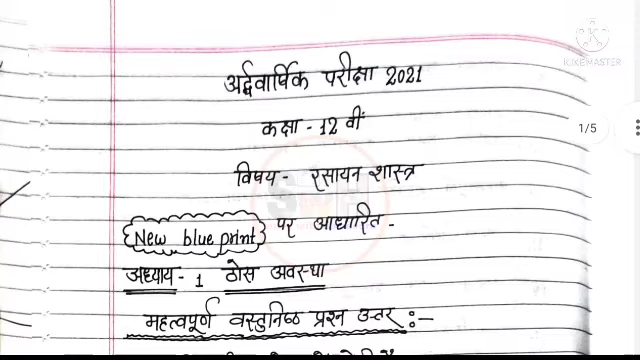 KINEMASTER
अर्द्धवार्षिक परीक्षा 2021
कक्षा - 12 वीं
1/5
विषय - रसायन शास्त्र
New blue print पर आधारित -
अध्याय - 1 ठोस अवस्था
महत्वपूर्ण वस्तुनिष्ठ प्रश्न उत्तर :-